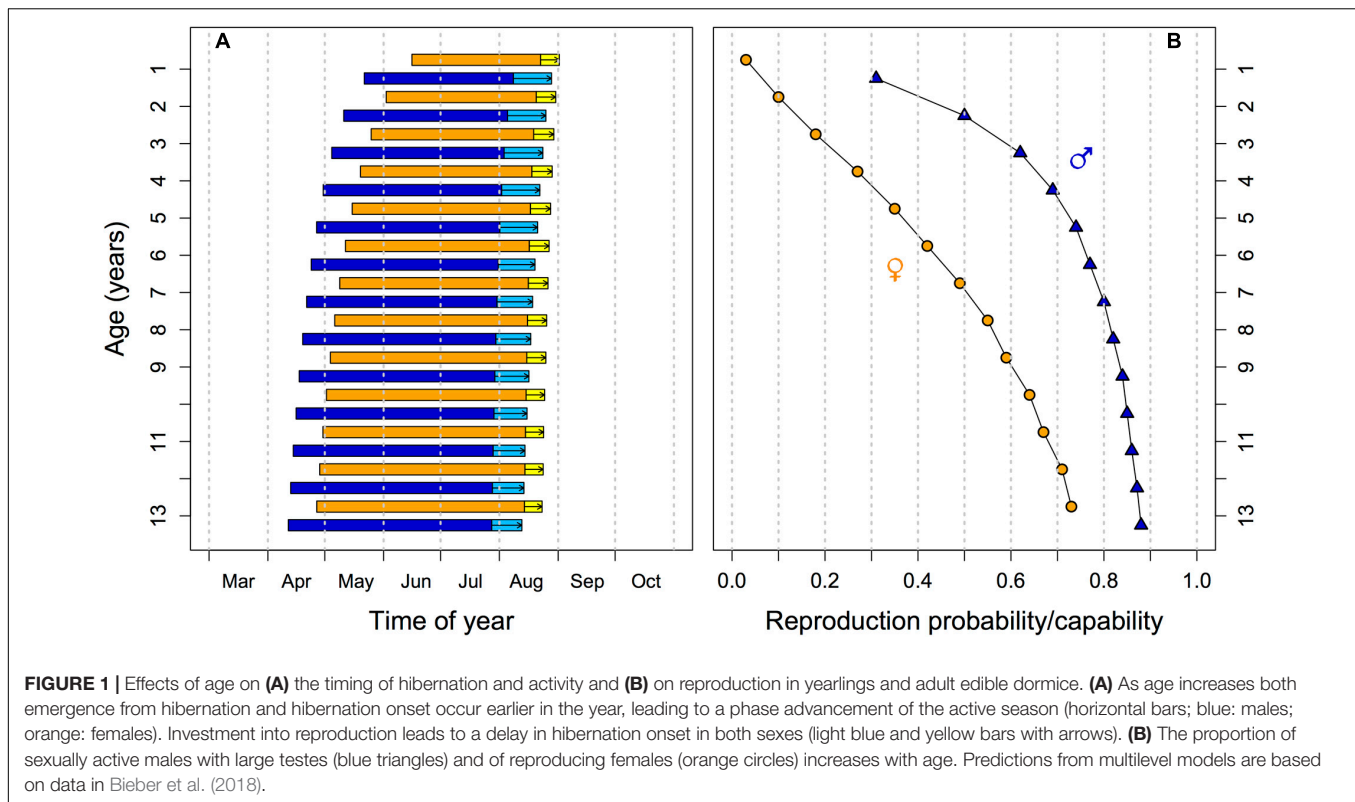 A
B
Age (years)
1
2
3
4
5
6
7
8
9
11
13
Mar Apr May Jun Jul Aug Sep Oct
Time of year
♂
♀
1
2
3
4
5
6
7
8
9
11
13
0.0 0.2 0.4 0.6 0.8 1.0
Reproduction probability/capability
FIGURE 1 | Effects of age on (A) the timing of hibernation and activity and (B) on reproduction in yearlings and adult edible dormice. (A) As age increases both
emergence from hibernation and hibernation onset occur earlier in the year, leading to a phase advancement of the active season (horizontal bars; blue: males;
orange: females). Investment into reproduction leads to a delay in hibernation onset in both sexes (light blue and yellow bars with arrows). (B) The proportion of
sexually active males with large testes (blue triangles) and of reproducing females (orange circles) increases with age. Predictions from multilevel models are based
on data in Bieber et al. (2018).